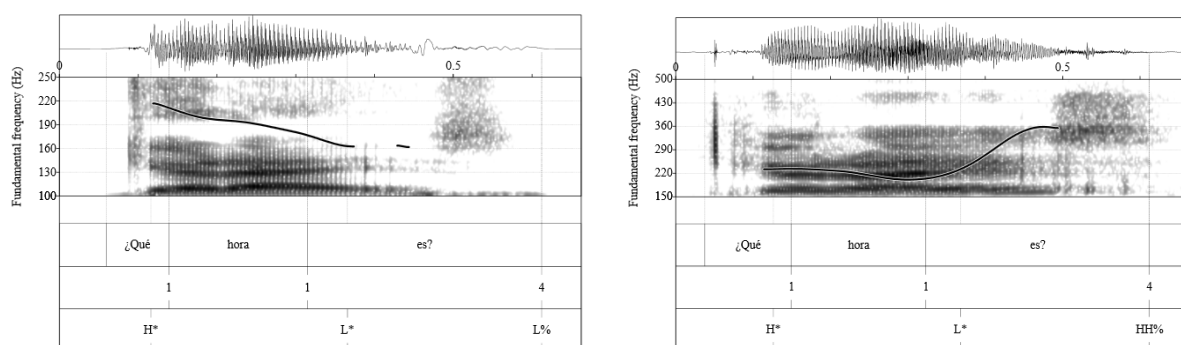 0 0.5
Fundamental frequency (Hz)
250
220
190
160
130
100
¿Qué hora es?
1 1 4
H* L* L%
0 0.5
Fundamental frequency (Hz)
500
430
360
290
220
150
¿Qué hora es?
1 1 4
H* L* HH%